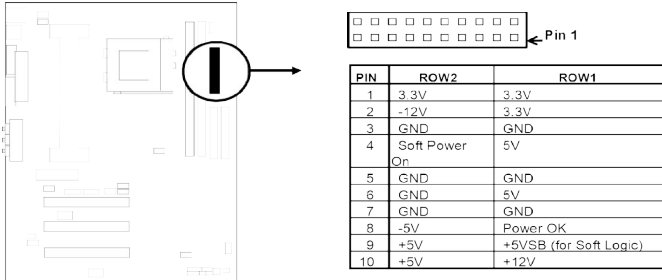 Pin 1
PIN ROW2 ROW1
1 3.3V 3.3V
2 -12V 3.3V
3 GND GND
4 Soft Power On 5V
5 GND GND
6 GND 5V
7 GND GND
8 -5V Power OK
9 +5V +5VSB (for Soft Logic)
10 +5V +12V